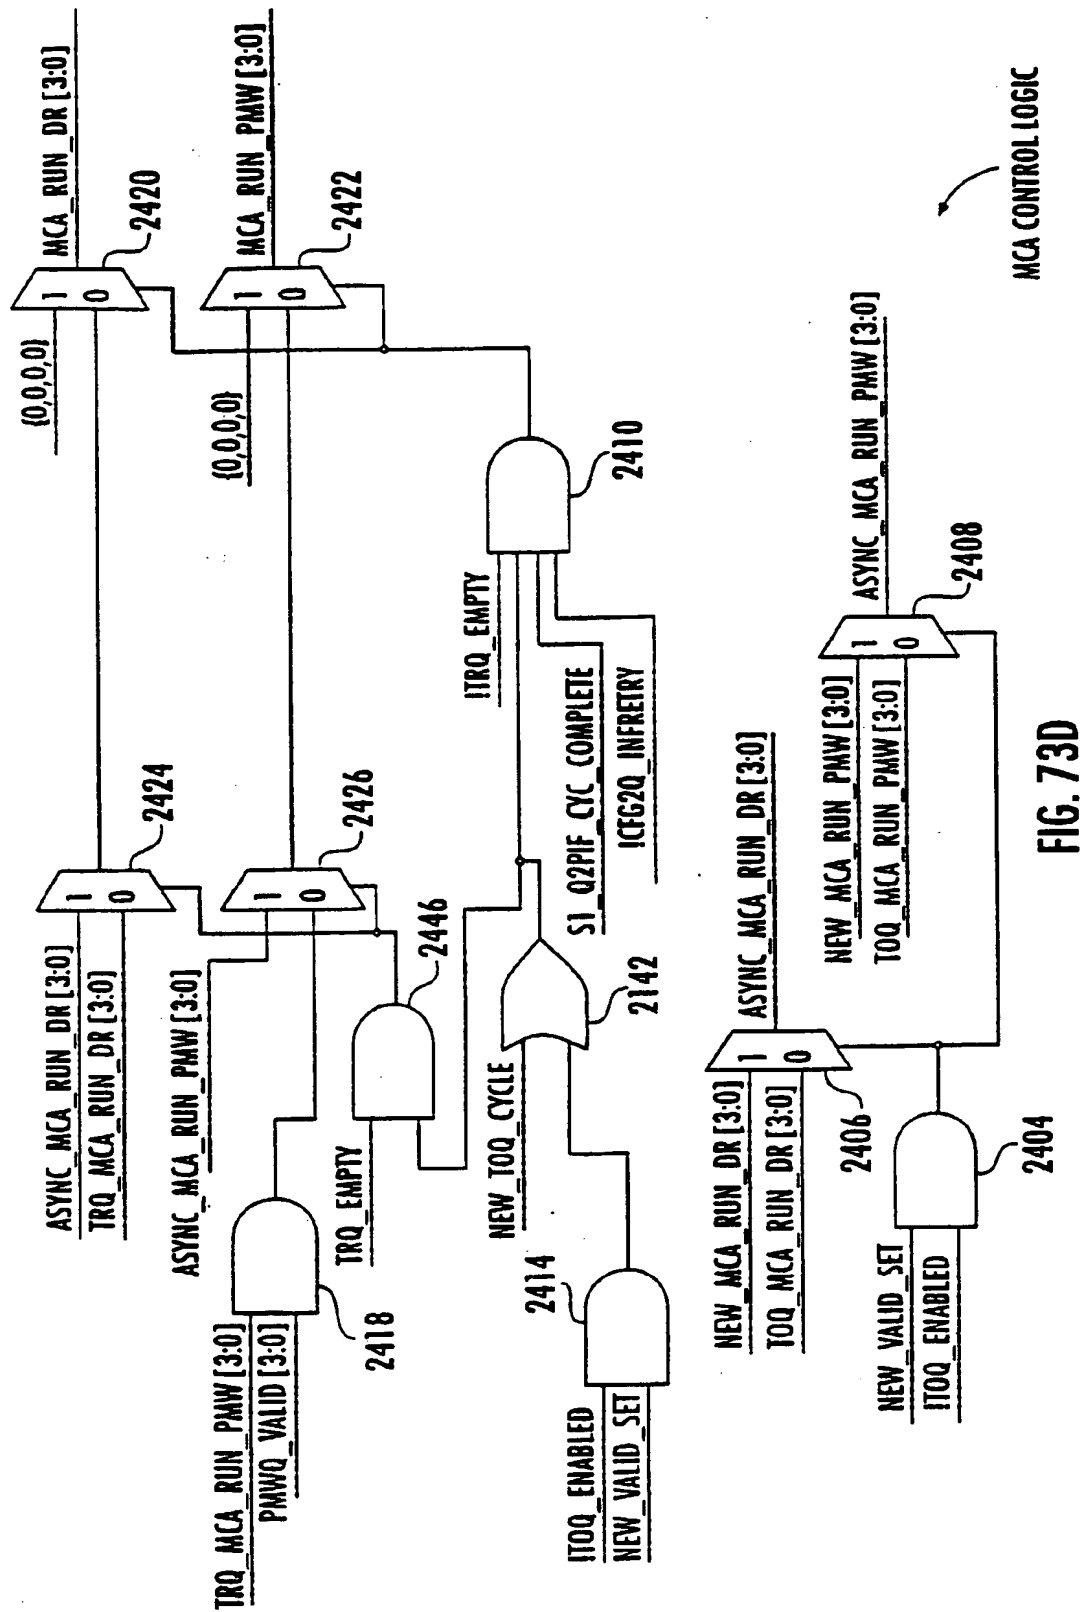 ASYNC_MCA_RUN_DR[3:0]
TRQ_MCA_RUN_DR[3:0]
1
0
2424
{0,0,0,0}
1
0
2420
MCA_RUN_DR[3:0]
TRQ_MCA_RUN_PMW[3:0]
PMWQ_VALID[3:0]
2418
ASYNC_MCA_RUN_PMW[3:0]
1
0
2426
{0,0,0,0}
1
0
2422
MCA_RUN_PMW[3:0]
TRQ_EMPTY
2446
!TOQ_ENABLED
NEW_VALID_SET
2414
NEW_TOQ_CYCLE
2142
!TRQ_EMPTY
S1_Q2PIF_CYC_COMPLETE
!CFG2Q_INFRETRY
2410
NEW_VALID_SET
!TOQ_ENABLED
2404
NEW_MCA_RUN_DR[3:0]
TOQ_MCA_RUN_DR[3:0]
1
0
2406
ASYNC_MCA_RUN_DR[3:0]
NEW_MCA_RUN_PMW[3:0]
TOQ_MCA_RUN_PMW[3:0]
1
0
2408
ASYNC_MCA_RUN_PMW[3:0]
MCA CONTROL LOGIC
FIG. 73D